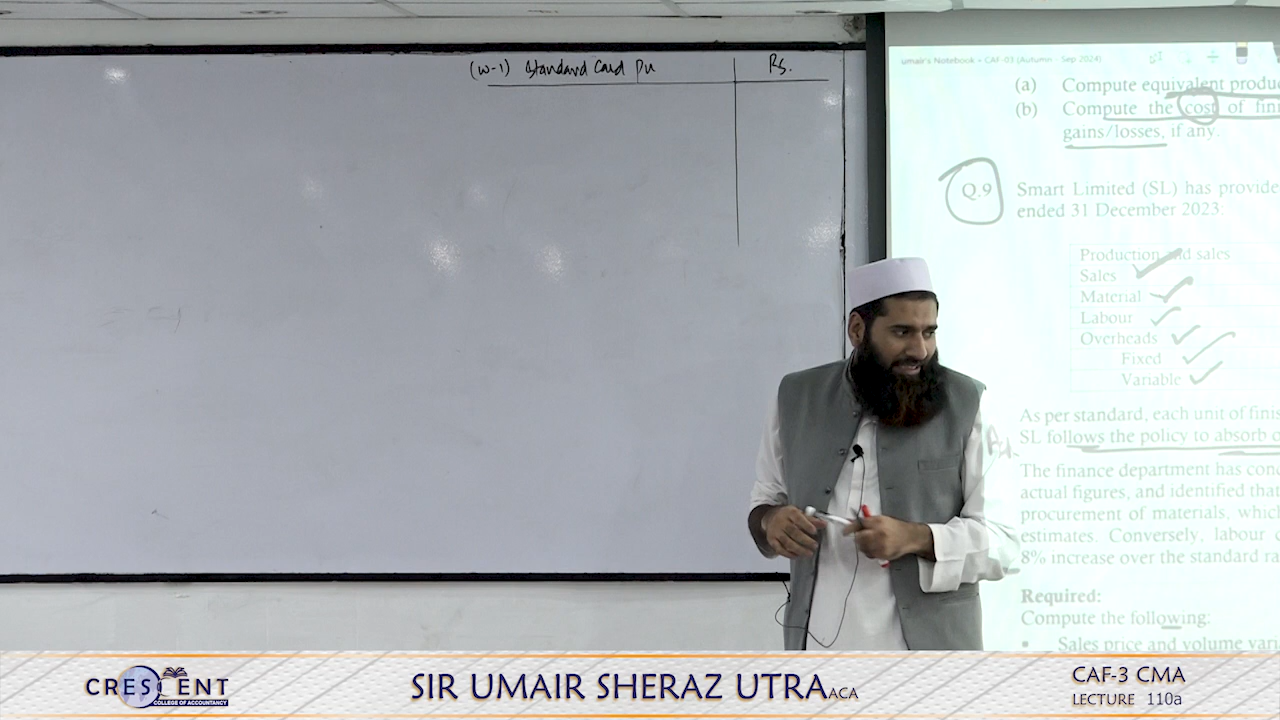 (W-1) Standard Card PU Rs.
umair's Notebook • CAF-03 (Autumn - Sep 2024)
(a) Compute equivalent produc
(b) Compute the cost of fini
gains/losses, if any.
Q.9 Smart Limited (SL) has provide
ended 31 December 2023.
Production and sales
Sales
Material
Labour
Overheads
Fixed
Variable
As per standard, each unit of finis
SL follows the policy to absorb o
The finance department has conc
actual figures, and identified that
procurement of materials, whic
estimates. Conversely, labour c
8% increase over the standard ra
Required:
Compute the following:
▪ Sales price and volume vari
CRESCENT
COLLEGE OF ACCOUNTANCY
SIR UMAIR SHERAZ UTRA ACA
CAF-3 CMA
LECTURE 110a